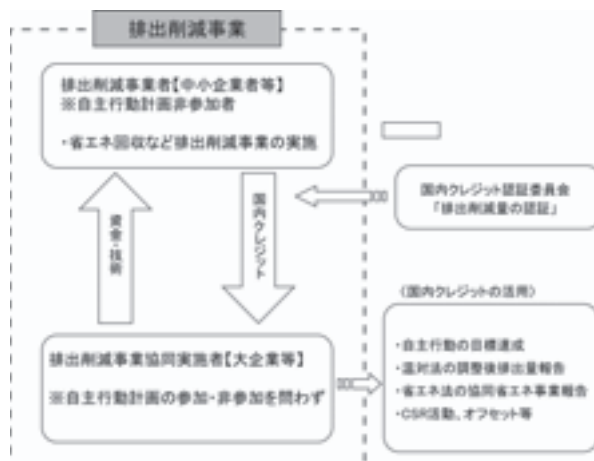 排出削減事業
排出削減事業者【中小企業者等】
※自主行動計画非参加者
・省エネ回収など排出削減事業の実施
資金・技術
国内クレジット
国内クレジット認証委員会
「排出削減量の認証」
〈国内クレジットの活用〉
排出削減事業協同実施者【大企業等】
※自主行動計画の参加・非参加を問わず
・自主行動の目標達成
・温対法の調整後排出量報告
・省エネ法の協同省エネ事業報告
・CSR活動、オフセット等